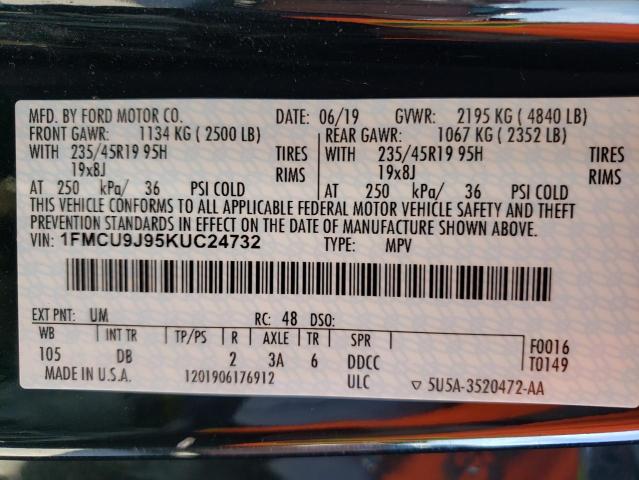 MFD. BY FORD MOTOR CO. DATE: 06/19 GVWR: 2195 KG ( 4840 LB)
FRONT GAWR: 1134 KG ( 2500 LB) REAR GAWR: 1067 KG ( 2352 LB)
WITH 235/45R19 95H TIRES WITH 235/45R19 95H TIRES
19x8J RIMS 19x8J RIMS
AT 250 kPa/ 36 PSI COLD AT 250 kPa/ 36 PSI COLD
THIS VEHICLE CONFORMS TO ALL APPLICABLE FEDERAL MOTOR VEHICLE SAFETY AND THEFT
PREVENTION STANDARDS IN EFFECT ON THE DATE OF MANUFACTURE SHOWN ABOVE.
VIN: 1FMCU9J95KUC24732 TYPE: MPV
EXT PNT: UM RC: 48 DSO:
WB INT TR TP/PS R AXLE TR SPR F0016
105 DB 2 3A 6 DDCC T0149
MADE IN U.S.A. 1201906176912 ULC ▽ 5U5A-3520472-AA